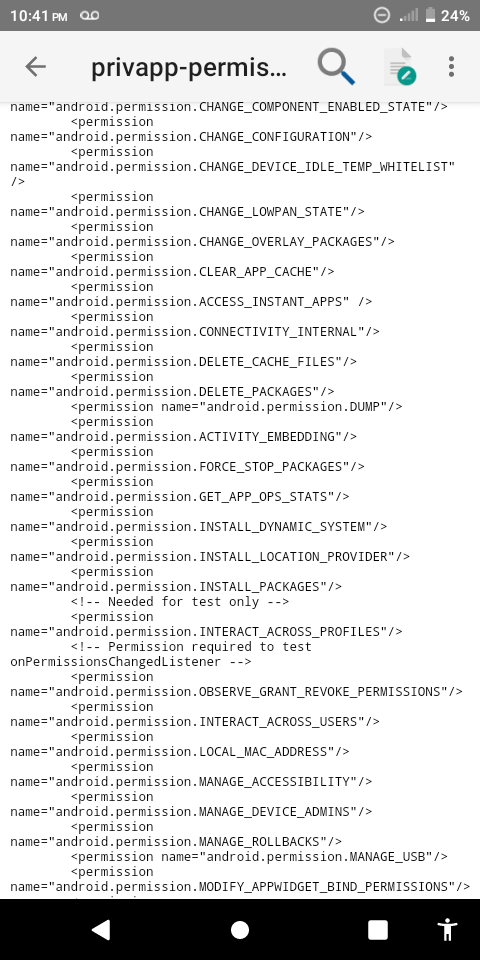 10:41 PM 24%
privapp-permis...
name="android.permission.CHANGE_COMPONENT_ENABLED_STATE"/>
<permission
name="android.permission.CHANGE_CONFIGURATION"/>
<permission
name="android.permission.CHANGE_DEVICE_IDLE_TEMP_WHITELIST"
/>
<permission
name="android.permission.CHANGE_LOWPAN_STATE"/>
<permission
name="android.permission.CHANGE_OVERLAY_PACKAGES"/>
<permission
name="android.permission.CLEAR_APP_CACHE"/>
<permission
name="android.permission.ACCESS_INSTANT_APPS" />
<permission
name="android.permission.CONNECTIVITY_INTERNAL"/>
<permission
name="android.permission.DELETE_CACHE_FILES"/>
<permission
name="android.permission.DELETE_PACKAGES"/>
<permission name="android.permission.DUMP"/>
<permission
name="android.permission.ACTIVITY_EMBEDDING"/>
<permission
name="android.permission.FORCE_STOP_PACKAGES"/>
<permission
name="android.permission.GET_APP_OPS_STATS"/>
<permission
name="android.permission.INSTALL_DYNAMIC_SYSTEM"/>
<permission
name="android.permission.INSTALL_LOCATION_PROVIDER"/>
<permission
name="android.permission.INSTALL_PACKAGES"/>
<!-- Needed for test only -->
<permission
name="android.permission.INTERACT_ACROSS_PROFILES"/>
<!-- Permission required to test
onPermissionsChangedListener -->
<permission
name="android.permission.OBSERVE_GRANT_REVOKE_PERMISSIONS"/>
<permission
name="android.permission.INTERACT_ACROSS_USERS"/>
<permission
name="android.permission.LOCAL_MAC_ADDRESS"/>
<permission
name="android.permission.MANAGE_ACCESSIBILITY"/>
<permission
name="android.permission.MANAGE_DEVICE_ADMINS"/>
<permission
name="android.permission.MANAGE_ROLLBACKS"/>
<permission name="android.permission.MANAGE_USB"/>
<permission
name="android.permission.MODIFY_APPWIDGET_BIND_PERMISSIONS"/>